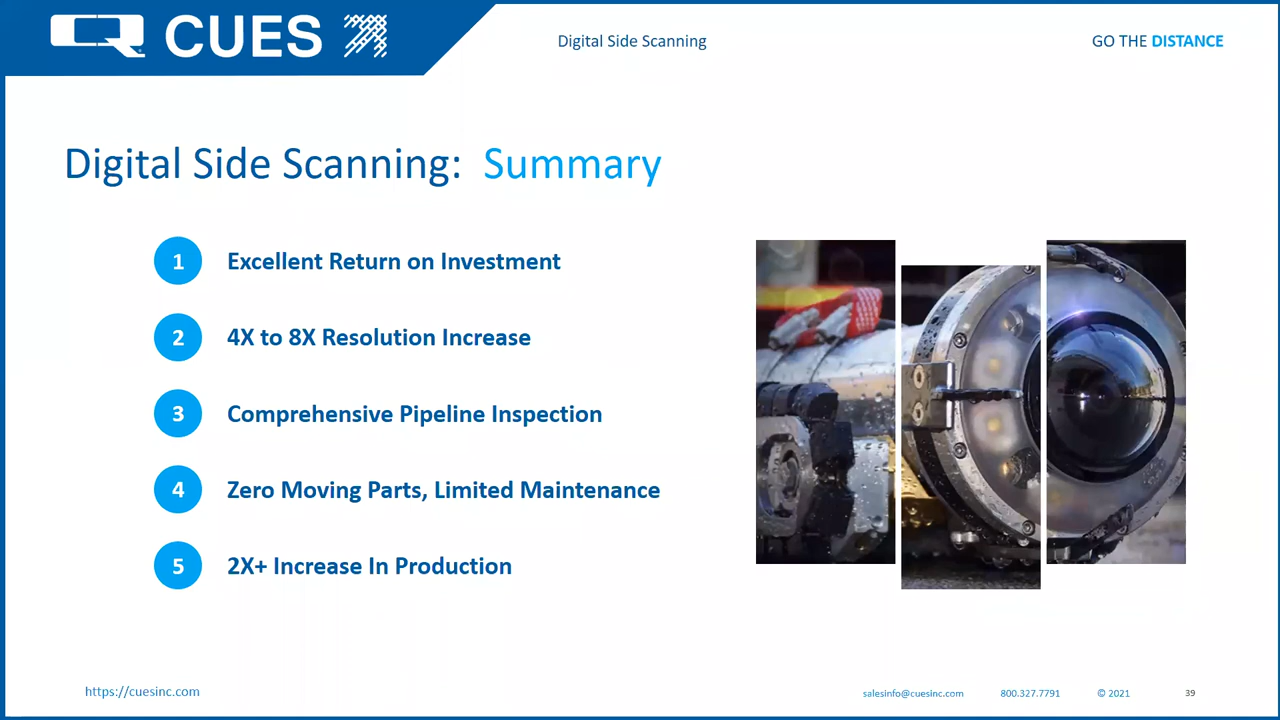 CUES
Digital Side Scanning
GO THE DISTANCE
Digital Side Scanning: Summary
1 Excellent Return on Investment
2 4X to 8X Resolution Increase
3 Comprehensive Pipeline Inspection
4 Zero Moving Parts, Limited Maintenance
5 2X+ Increase In Production
https://cuesinc.com
salesinfo@cuesinc.com 800.327.7791 © 2021 39